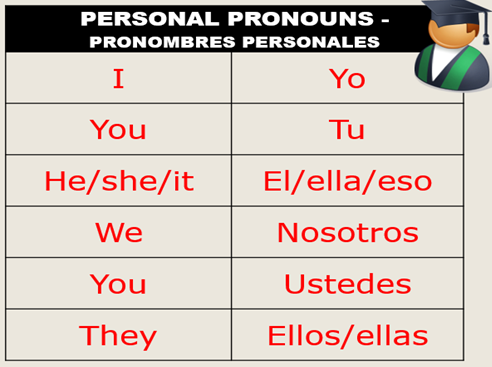 PERSONAL PRONOUNS -
PRONOMBRES PERSONALES
I Yo
You Tu
He/she/it El/ella/eso
We Nosotros
You Ustedes
They Ellos/ellas